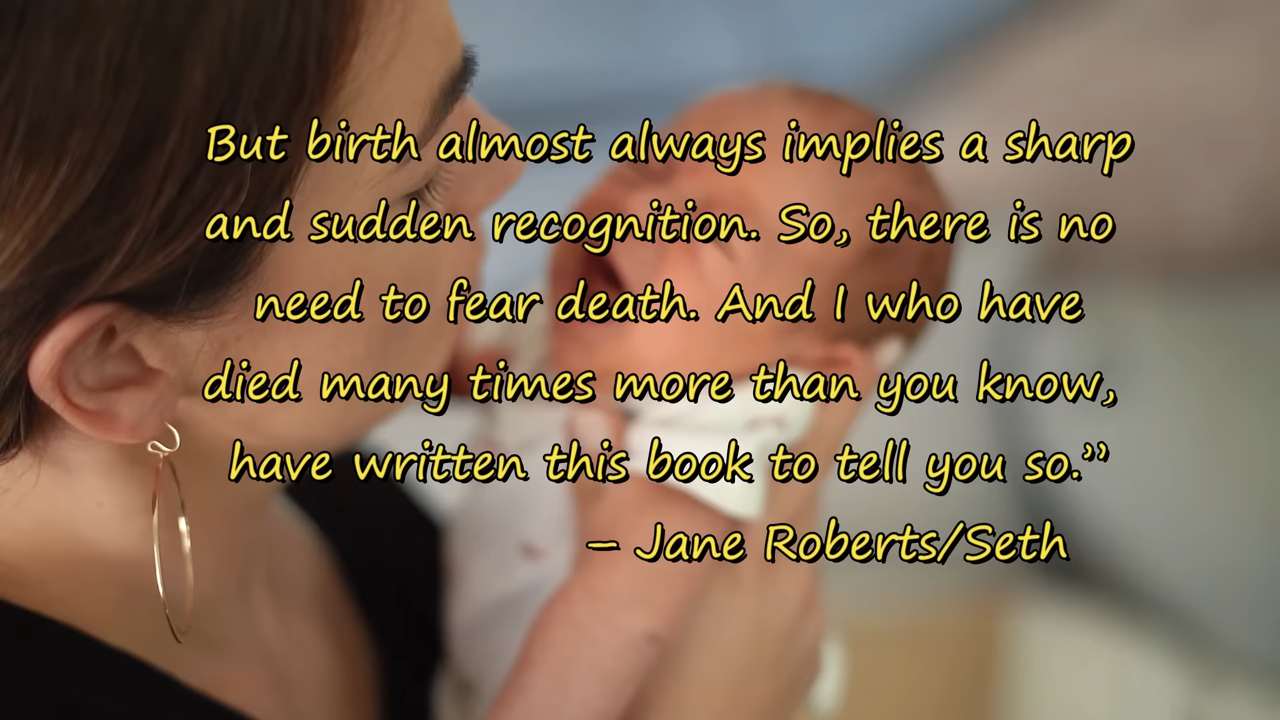 But birth almost always implies a sharp
and sudden recognition. So, there is no
need to fear death. And I who have
died many times more than you know,
have written this book to tell you so.”
– Jane Roberts/Seth